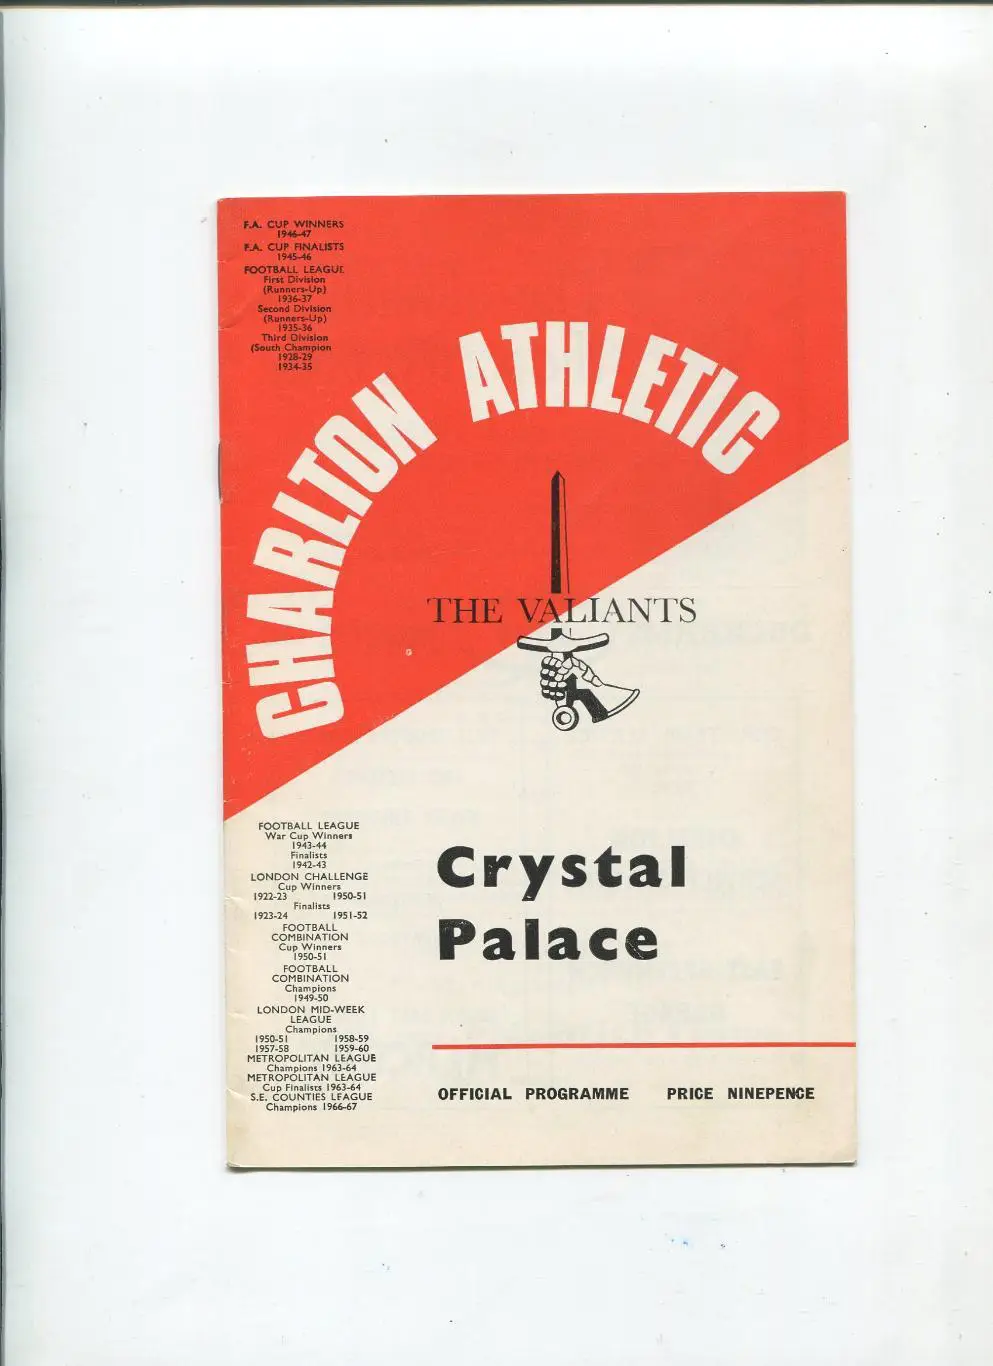 F.A. CUP WINNERS
1946-47
F.A. CUP FINALISTS
1945-46
FOOTBALL LEAGUE
First Division
(Runners-Up)
1936-37
Second Division
(Runners-Up)
1935-36
Third Division
(South Champion
1928-29
1934-35
CHARLTON ATHLETIC
THE VALIANTS
FOOTBALL LEAGUE
War Cup Winners
1943-44
Finalists
1942-43
LONDON CHALLENGE
Cup Winners
1922-23 1950-51
Finalists
1923-24 1951-52
FOOTBALL
COMBINATION
Cup Winners
1950-51
FOOTBALL
COMBINATION
Champions
1949-50
LONDON MID-WEEK
LEAGUE
Champions
1950-51 1958-59
1957-58 1959-60
METROPOLITAN LEAGUE
Champions 1963-64
METROPOLITAN LEAGUE
Cup Finalists 1963-64
S.E. COUNTIES LEAGUE
Champions 1966-67
Crystal
Palace
OFFICIAL PROGRAMME PRICE NINEPENCE